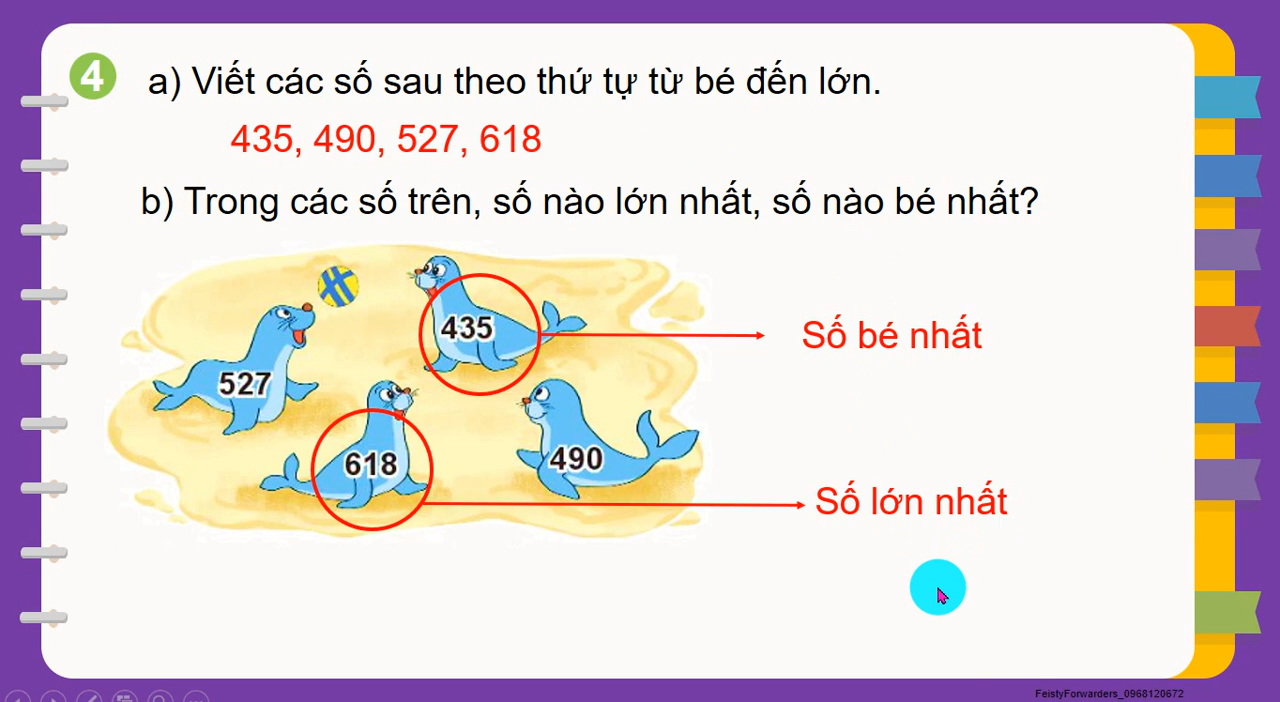 4
a) Viết các số sau theo thứ tự từ bé đến lớn.
435, 490, 527, 618
b) Trong các số trên, số nào lớn nhất, số nào bé nhất?
435
Số bé nhất
527
618
490
Số lớn nhất
FeistyForwarders_0968120672